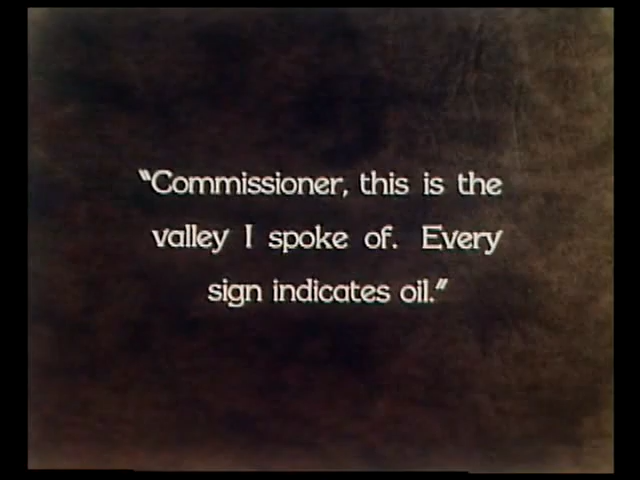 “Commissioner, this is the
valley I spoke of. Every
sign indicates oil.”